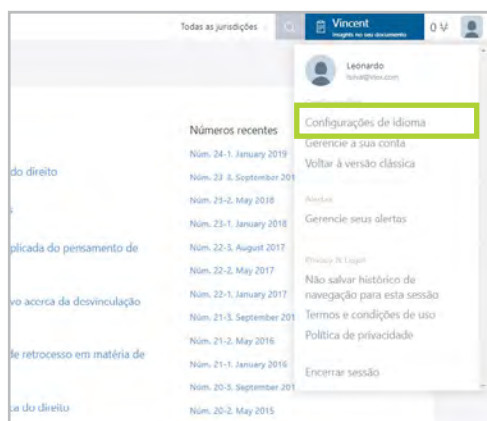 Todas as jurisdições
Vincent
Insights no seu documento
0
Leonardo
Configurações de idioma
Gerencie a sua conta
Voltar à versão clássica
Alertas
Gerencie seus alertas
Privacy & Legal
Não salvar histórico de
navegação para esta sessão
Termos e condições de uso
Política de privacidade
Encerrar sessão
Números recentes
Núm. 24-1, January 2019
Núm. 23-3, September 201
Núm. 23-2, May 2018
Núm. 23-1, January 2018
Núm. 22-3, August 2017
Núm. 22-2, May 2017
Núm. 22-1, January 2017
Núm. 21-3, September 201
Núm. 21-2, May 2016
Núm. 21-1, January 2016
Núm. 20-3, September 201
Núm. 20-2, May 2015
do direito
plicada do pensamento de
vo acerca da desvinculação
de retrocesso em matéria de
ca do direito